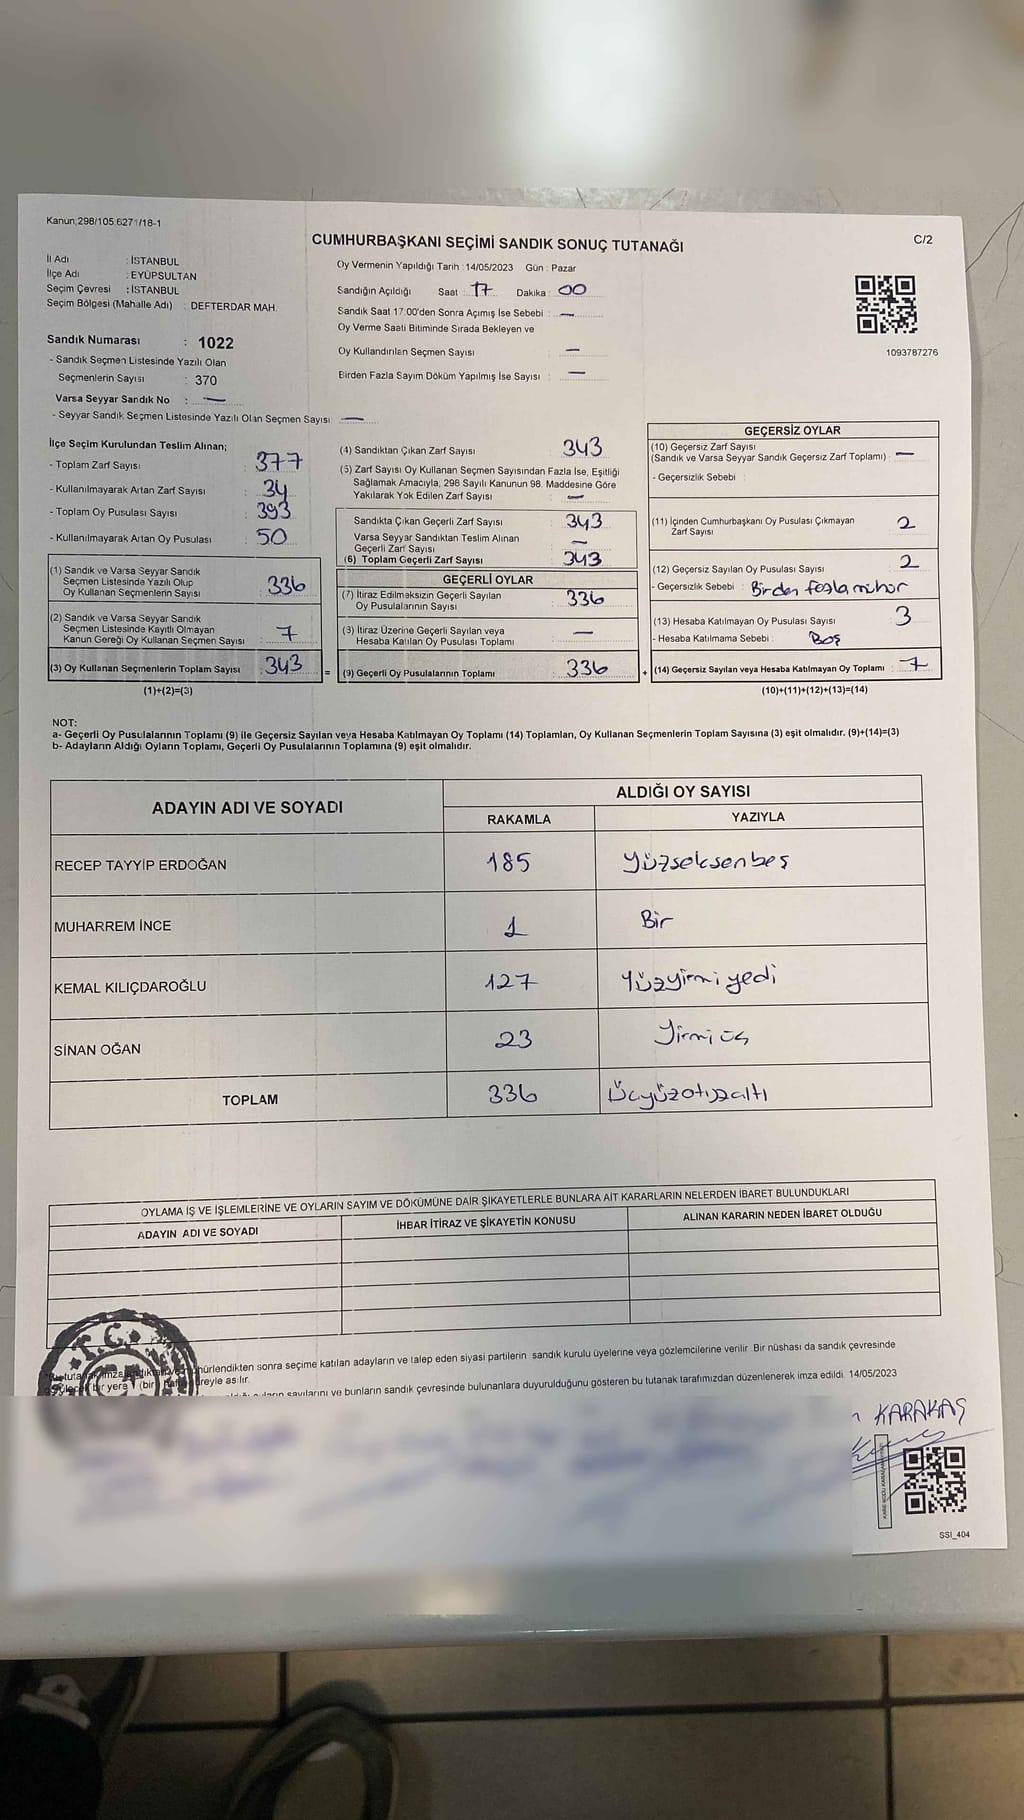 Kanun,298/105 6271/18-1
CUMHURBAŞKANI SEÇİMİ SANDIK SONUÇ TUTANAĞI
C/2
İl Adı : İSTANBUL
İlçe Adı : EYÜPSULTAN
Seçim Çevresi : İSTANBUL
Seçim Bölgesi (Mahalle Adı) : DEFTERDAR MAH.
Oy Vermenin Yapıldığı Tarih : 14/05/2023 Gün : Pazar
Sandığın Açıldığı Saat : 17 Dakika : 00
Sandık Saat 17:00'den Sonra Açımış İse Sebebi : —
Oy Verme Saati Bitiminde Sırada Bekleyen ve
Oy Kullandırılan Seçmen Sayısı —
Birden Fazla Sayım Döküm Yapılmış İse Sayısı : —
1093787276
Sandık Numarası : 1022
- Sandık Seçmen Listesinde Yazılı Olan
Seçmenlerin Sayısı : 370
Varsa Seyyar Sandık No : —
- Seyyar Sandık Seçmen Listesinde Yazılı Olan Seçmen Sayısı : —
İlçe Seçim Kurulundan Teslim Alınan;
- Toplam Zarf Sayısı : 377
- Kullanılmayarak Artan Zarf Sayısı : 34
- Toplam Oy Pusulası Sayısı : 393
- Kullanılmayarak Artan Oy Pusulası : 50
(1) Sandık ve Varsa Seyyar Sandık
Seçmen Listesinde Yazılı Olup
Oy Kullanan Seçmenlerin Sayısı : 336
(2) Sandık ve Varsa Seyyar Sandık
Seçmen Listesinde Kayıtlı Olmayan
Kanun Gereği Oy Kullanan Seçmen Sayısı : 7
(3) Oy Kullanan Seçmenlerin Toplam Sayısı : 343
(1)+(2)=(3)
=
(4) Sandıktan Çıkan Zarf Sayısı : 343
(5) Zarf Sayısı Oy Kullanan Seçmen Sayısından Fazla İse, Eşitliği
Sağlamak Amacıyla, 298 Sayılı Kanunun 98. Maddesine Göre
Yakılarak Yok Edilen Zarf Sayısı : —
Sandıkta Çıkan Geçerli Zarf Sayısı : 343
Varsa Seyyar Sandıktan Teslim Alınan
Geçerli Zarf Sayısı : —
(6) Toplam Geçerli Zarf Sayısı : 343
GEÇERLİ OYLAR
(7) İtiraz Edilmeksizin Geçerli Sayılan
Oy Pusulalarının Sayısı : 336
(8) İtiraz Üzerine Geçerli Sayılan veya
Hesaba Katılan Oy Pusulası Toplamı : —
(9) Geçerli Oy Pusulalarının Toplamı : 336
+
GEÇERSİZ OYLAR
(10) Geçersiz Zarf Sayısı
(Sandık ve Varsa Seyyar Sandık Geçersiz Zarf Toplamı) : —
- Geçersizlik Sebebi :
(11) İçinden Cumhurbaşkanı Oy Pusulası Çıkmayan
Zarf Sayısı 2
(12) Geçersiz Sayılan Oy Pusulası Sayısı 2
- Geçersizlik Sebebi : Birden fazla mühür
(13) Hesaba Katılmayan Oy Pusulası Sayısı 3
- Hesaba Katılmama Sebebi : Boş
(14) Geçersiz Sayılan veya Hesaba Katılmayan Oy Toplamı : 7
(10)+(11)+(12)+(13)=(14)
NOT:
a- Geçerli Oy Pusulalarının Toplamı (9) ile Geçersiz Sayılan veya Hesaba Katılmayan Oy Toplamı (14) Toplamları, Oy Kullanan Seçmenlerin Toplam Sayısına (3) eşit olmalıdır. (9)+(14)=(3)
b- Adayların Aldığı Oyların Toplamı, Geçerli Oy Pusulalarının Toplamına (9) eşit olmalıdır.
ADAYIN ADI VE SOYADI
ALDIĞI OY SAYISI
RAKAMLA YAZIYLA
RECEP TAYYİP ERDOĞAN 185 Yüzseksenbeş
MUHARREM İNCE 1 Bir
KEMAL KILIÇDAROĞLU 127 Yüzyirmiyedi
SİNAN OĞAN 23 Yirmi üç
TOPLAM 336 Üçyüzotuzaltı
OYLAMA İŞ VE İŞLEMLERİNE VE OYLARIN SAYIM VE DÖKÜMÜNE DAİR ŞİKAYETLERLE BUNLARA AİT KARARLARIN NELERDEN İBARET BULUNDUKLARI
ADAYIN ADI VE SOYADI İHBAR İTİRAZ VE ŞİKAYETİN KONUSU ALINAN KARARIN NEDEN İBARET OLDUĞU
T.C.
hürlendikten sonra seçime katılan adayların ve talep eden siyasi partilerin sandık kurulu üyelerine veya gözlemcilerine verilir. Bir nüshası da sandık çevresinde
bir yere (bir) hafta süreyle asılır.
sayılarını ve bunların sandık çevresinde bulunanlara duyurulduğunu gösteren bu tutanak tarafımızdan düzenlenerek imza edildi. 14/05/2023
KARAKAŞ
SSI_404